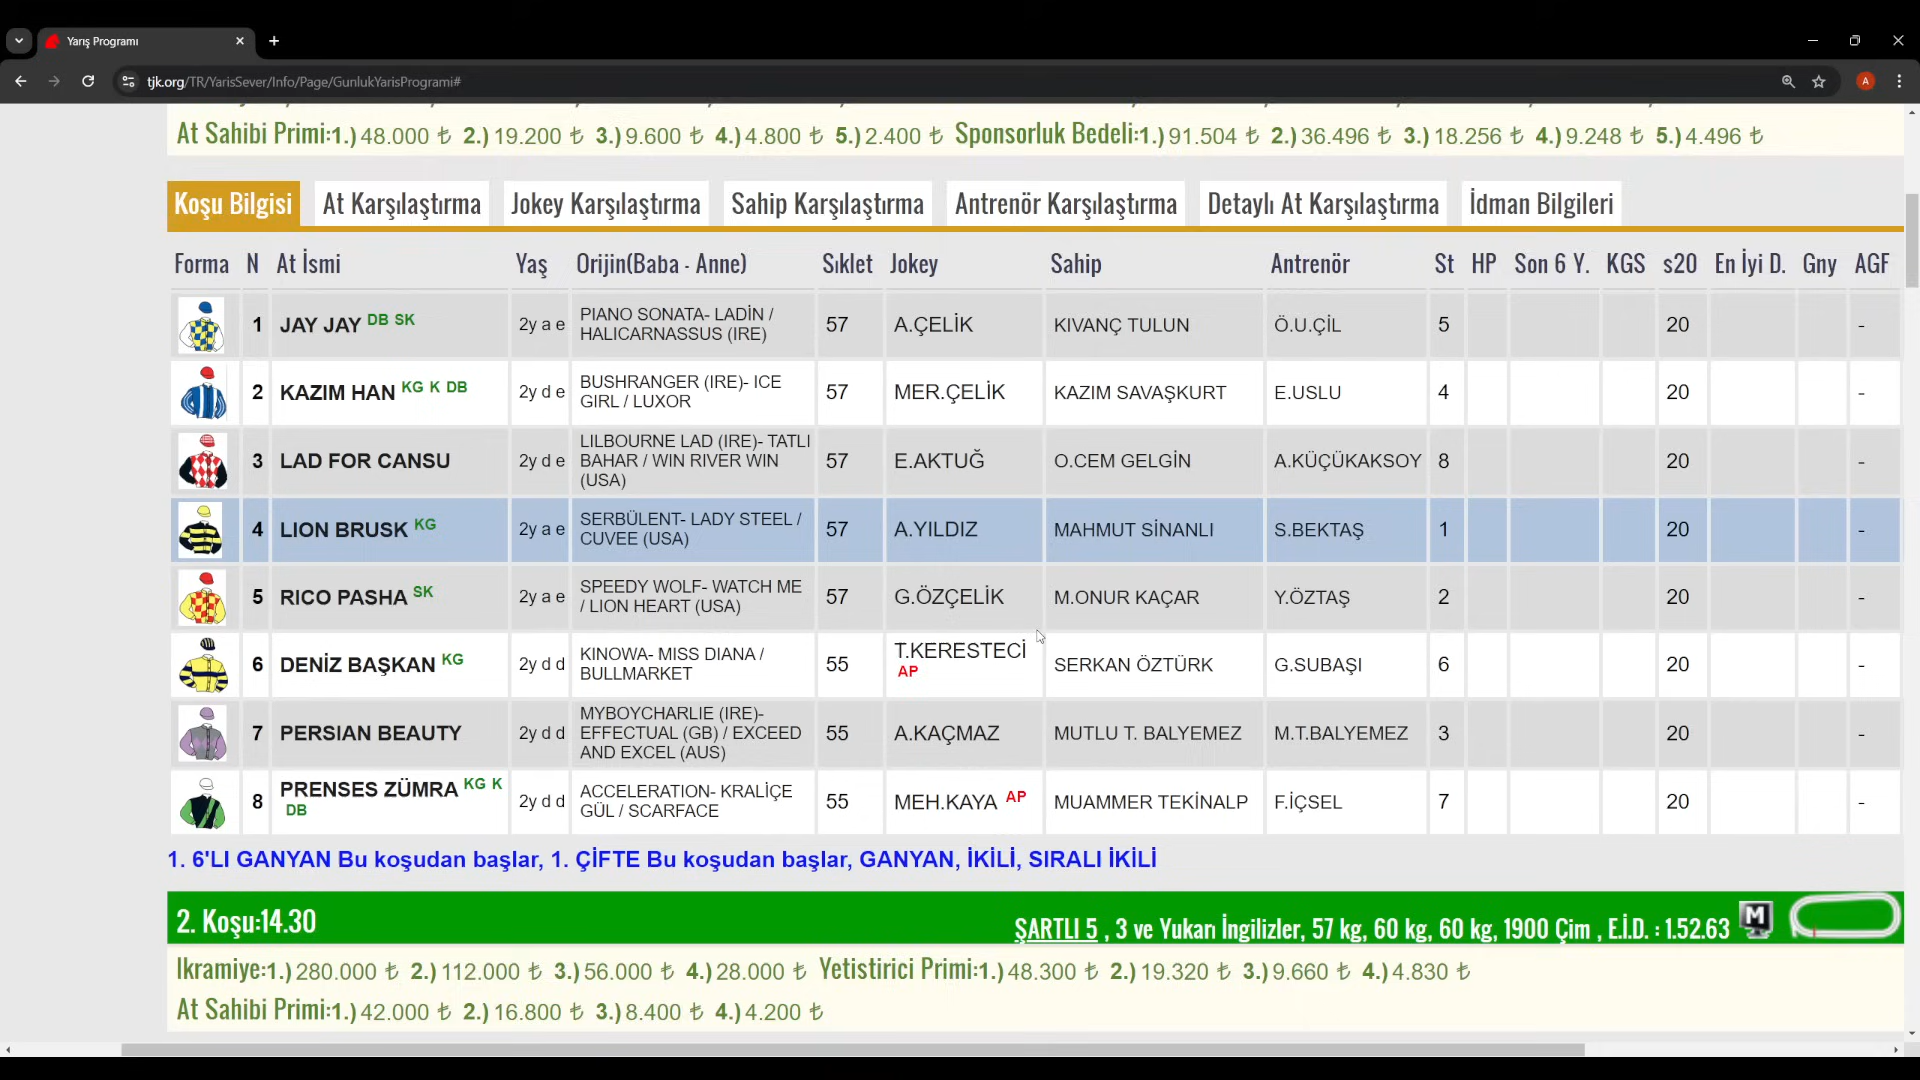 Yarış Programı
tjk.org/TR/YarisSever/Info/Page/GunlukYarisProgrami#
A
At Sahibi Primi:1.) 48.000 ₺ 2.) 19.200 ₺ 3.) 9.600 ₺ 4.) 4.800 ₺ 5.) 2.400 ₺ Sponsorluk Bedeli:1.) 91.504 ₺ 2.) 36.496 ₺ 3.) 18.256 ₺ 4.) 9.248 ₺ 5.) 4.496 ₺
Koşu Bilgisi At Karşılaştırma Jokey Karşılaştırma Sahip Karşılaştırma Antrenör Karşılaştırma Detaylı At Karşılaştırma İdman Bilgileri
Forma N At İsmi Yaş Orijin(Baba - Anne) Sıklet Jokey Sahip Antrenör St HP Son 6 Y. KGS s20 En İyi D. Gny AGF
1 JAY JAY DB SK 2y a e PIANO SONATA- LADİN / HALICARNASSUS (IRE) 57 A.ÇELİK KIVANÇ TULUN Ö.U.ÇİL 5 20 -
2 KAZIM HAN KG K DB 2y d e BUSHRANGER (IRE)- ICE GIRL / LUXOR 57 MER.ÇELİK KAZIM SAVAŞKURT E.USLU 4 20 -
3 LAD FOR CANSU 2y d e LILBOURNE LAD (IRE)- TATLI BAHAR / WIN RIVER WIN (USA) 57 E.AKTUĞ O.CEM GELGİN A.KÜÇÜKAKSOY 8 20 -
4 LION BRUSK KG 2y a e SERBÜLENT- LADY STEEL / CUVEE (USA) 57 A.YILDIZ MAHMUT SİNANLI S.BEKTAŞ 1 20 -
5 RICO PASHA SK 2y a e SPEEDY WOLF- WATCH ME / LION HEART (USA) 57 G.ÖZÇELİK M.ONUR KAÇAR Y.ÖZTAŞ 2 20 -
6 DENİZ BAŞKAN KG 2y d d KINOWA- MISS DIANA / BULLMARKET 55 T.KERESTECİ AP SERKAN ÖZTÜRK G.SUBAŞI 6 20 -
7 PERSIAN BEAUTY 2y d d MYBOYCHARLIE (IRE)- EFFECTUAL (GB) / EXCEED AND EXCEL (AUS) 55 A.KAÇMAZ MUTLU T. BALYEMEZ M.T.BALYEMEZ 3 20 -
8 PRENSES ZÜMRA KG K DB 2y d d ACCELERATION- KRALİÇE GÜL / SCARFACE 55 MEH.KAYA AP MUAMMER TEKİNALP F.İÇSEL 7 20 -
1. 6'LI GANYAN Bu koşudan başlar, 1. ÇİFTE Bu koşudan başlar, GANYAN, İKİLİ, SIRALI İKİLİ
2. Koşu:14.30 ŞARTLI 5 , 3 ve Yukarı İngilizler, 57 kg, 60 kg, 60 kg, 1900 Çim , E.İ.D. : 1.52.63 M
Ikramiye:1.) 280.000 ₺ 2.) 112.000 ₺ 3.) 56.000 ₺ 4.) 28.000 ₺ Yetistirici Primi:1.) 48.300 ₺ 2.) 19.320 ₺ 3.) 9.660 ₺ 4.) 4.830 ₺
At Sahibi Primi:1.) 42.000 ₺ 2.) 16.800 ₺ 3.) 8.400 ₺ 4.) 4.200 ₺